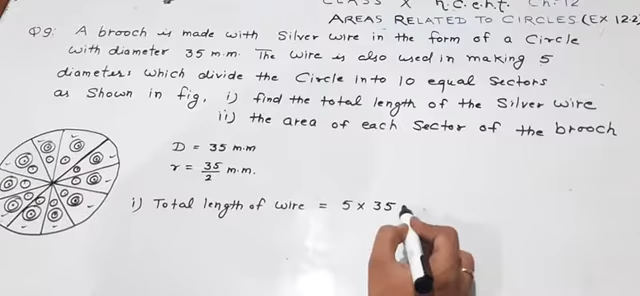 CLASS X N.C.e.r.t. Ch. 12
AREAS RELATED TO CIRCLES (EX 12.2
Q9: A brooch is made with Silver wire in the form of a Circle
with diameter 35 m.m. The wire is also used in making 5
diameters which divide the Circle into 10 equal Sectors
as Shown in fig, i) find the total length of the Silver wire
ii) the area of each Sector of the brooch
D = 35 m.m
r = 35/2 m.m.
i) Total length of wire = 5 x 35